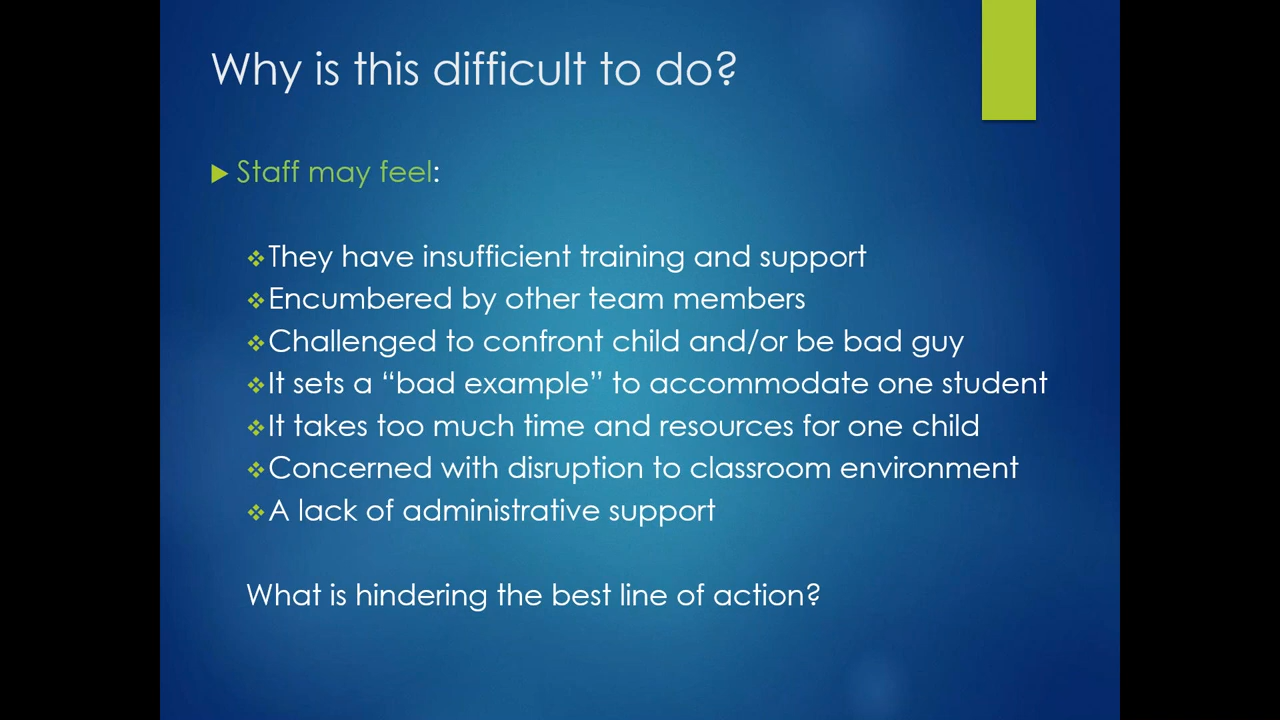 Why is this difficult to do?
Staff may feel:
They have insufficient training and support
Encumbered by other team members
Challenged to confront child and/or be bad guy
It sets a “bad example” to accommodate one student
It takes too much time and resources for one child
Concerned with disruption to classroom environment
A lack of administrative support
What is hindering the best line of action?